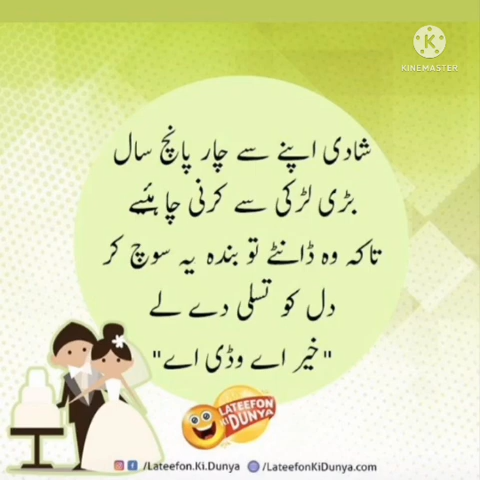 KINEMASTER
شادی اپنے سے چار پانچ سال
بڑی لڑکی سے کرنی چاہئیے
تاکہ وہ ڈانٹے تو بندہ یہ سوچ کر
دل کو تسلی دے لے
"خیر اے وڈی اے"
LATEEFON
KI DUNYA
/Lateefon.Ki.Dunya /LateefonKiDunya.com